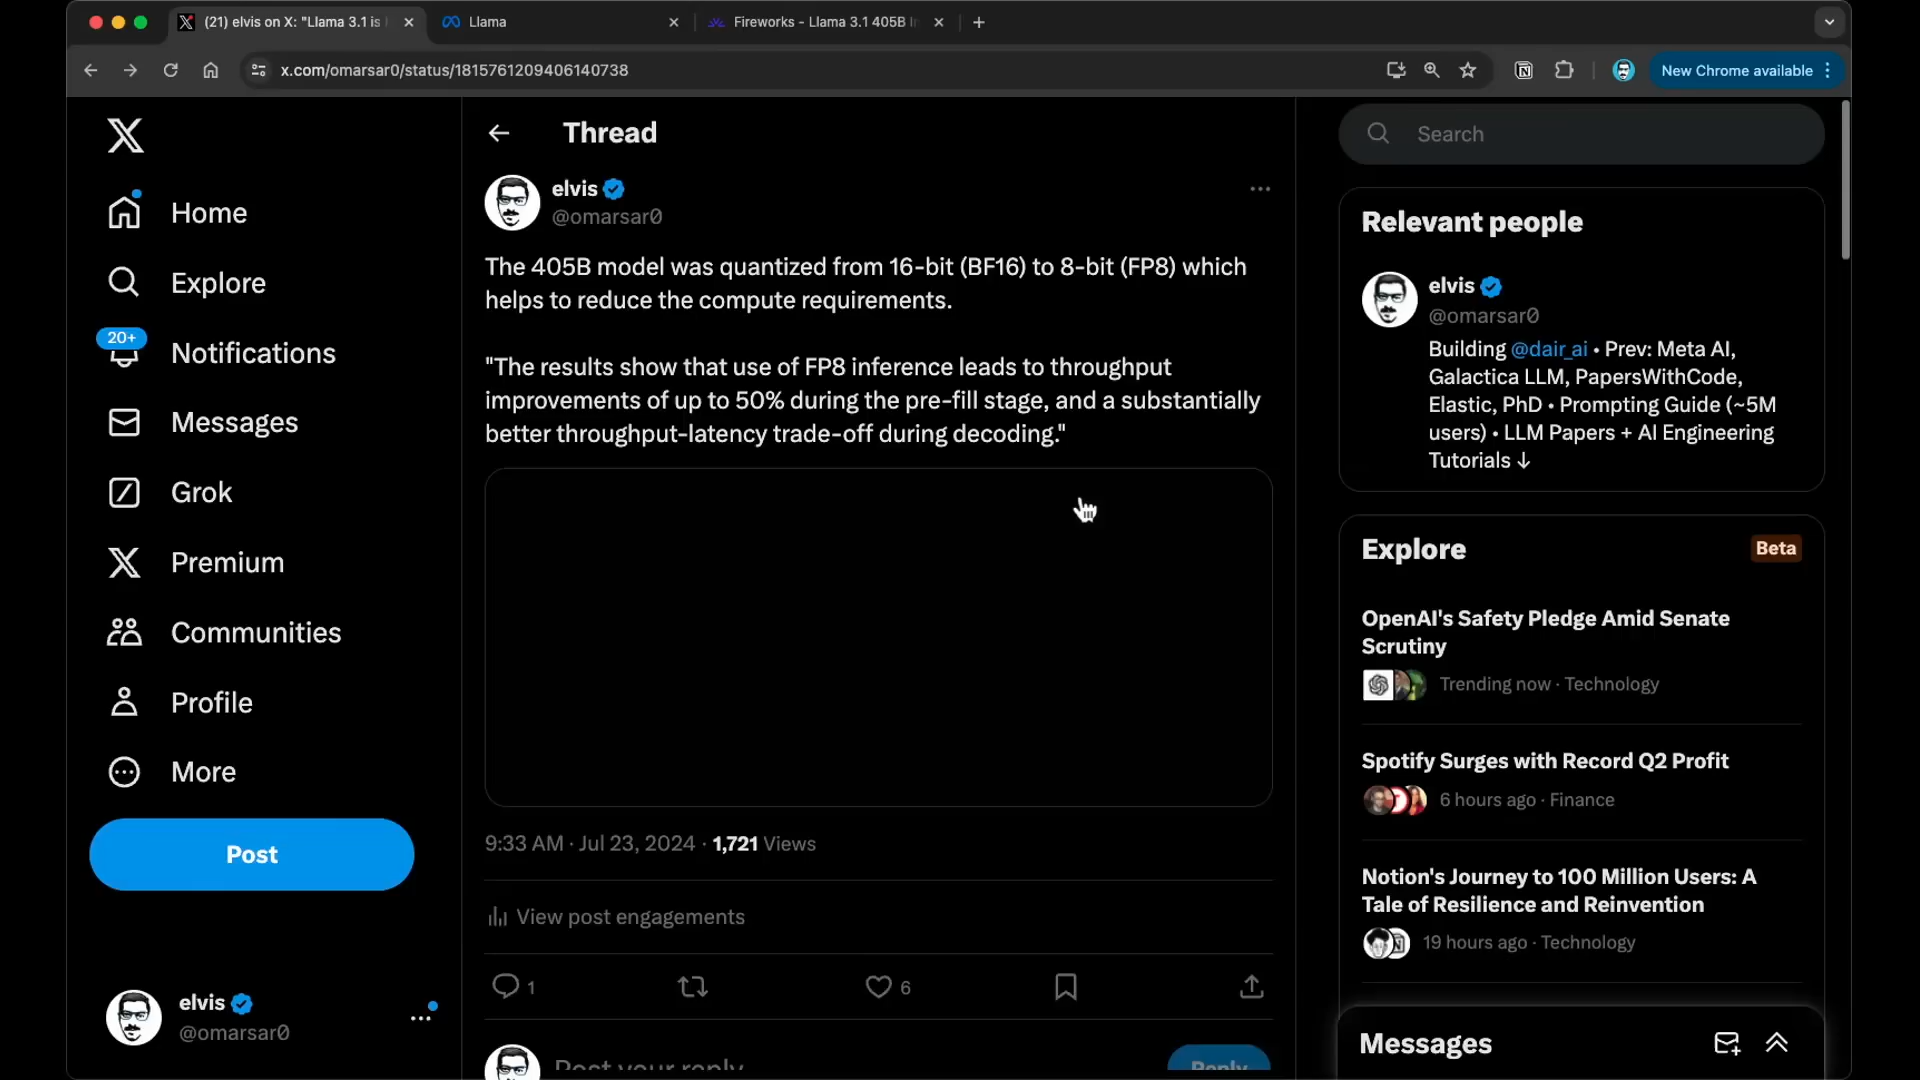 (21) elvis on X: "Llama 3.1 is
Llama
Fireworks - Llama 3.1 405B
x.com/omarsar0/status/1815761209406140738
New Chrome available
Home
Explore
20+
Notifications
Messages
Grok
Premium
Communities
Profile
More
Post
elvis
@omarsar0
Thread
elvis
@omarsar0
The 405B model was quantized from 16-bit (BF16) to 8-bit (FP8) which
helps to reduce the compute requirements.
"The results show that use of FP8 inference leads to throughput
improvements of up to 50% during the pre-fill stage, and a substantially
better throughput-latency trade-off during decoding."
9:33 AM · Jul 23, 2024 · 1,721 Views
View post engagements
1
6
Post your reply
Reply
Search
Relevant people
elvis
@omarsar0
Building @dair_ai • Prev: Meta AI,
Galactica LLM, PapersWithCode,
Elastic, PhD • Prompting Guide (~5M
users) • LLM Papers + AI Engineering
Tutorials ↓
Explore
Beta
OpenAI's Safety Pledge Amid Senate
Scrutiny
Trending now · Technology
Spotify Surges with Record Q2 Profit
6 hours ago · Finance
Notion's Journey to 100 Million Users: A
Tale of Resilience and Reinvention
19 hours ago · Technology
Messages